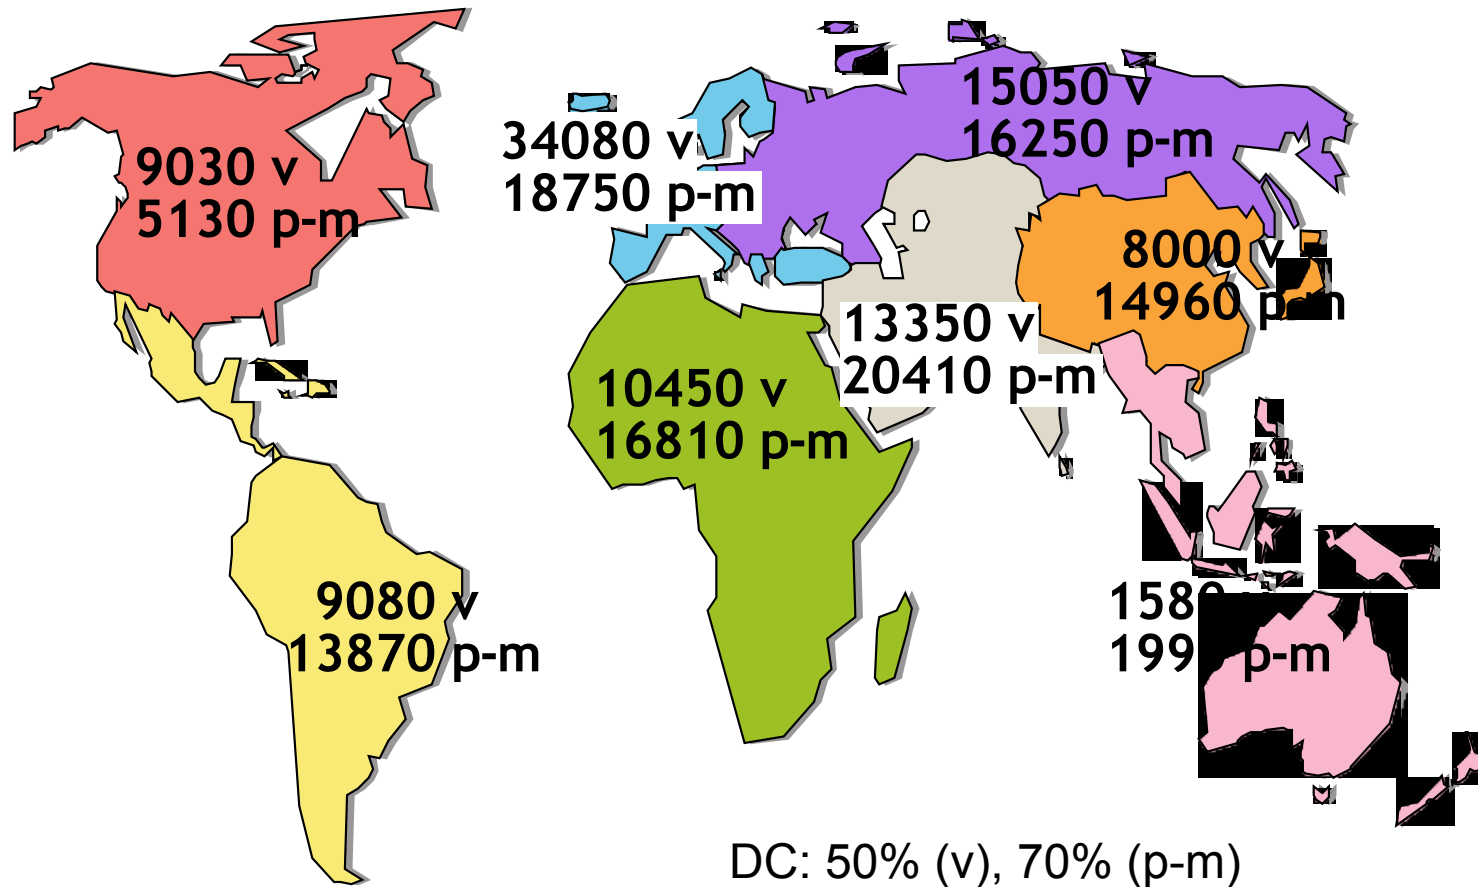 9030 v
5130 p-m
34080 v
18750 p-m
15050 v
16250 p-m
8000 v
14960 p-m
13350 v
20410 p-m
10450 v
16810 p-m
9080 v
13870 p-m
p-m
DC: 50% (v), 70% (p-m)